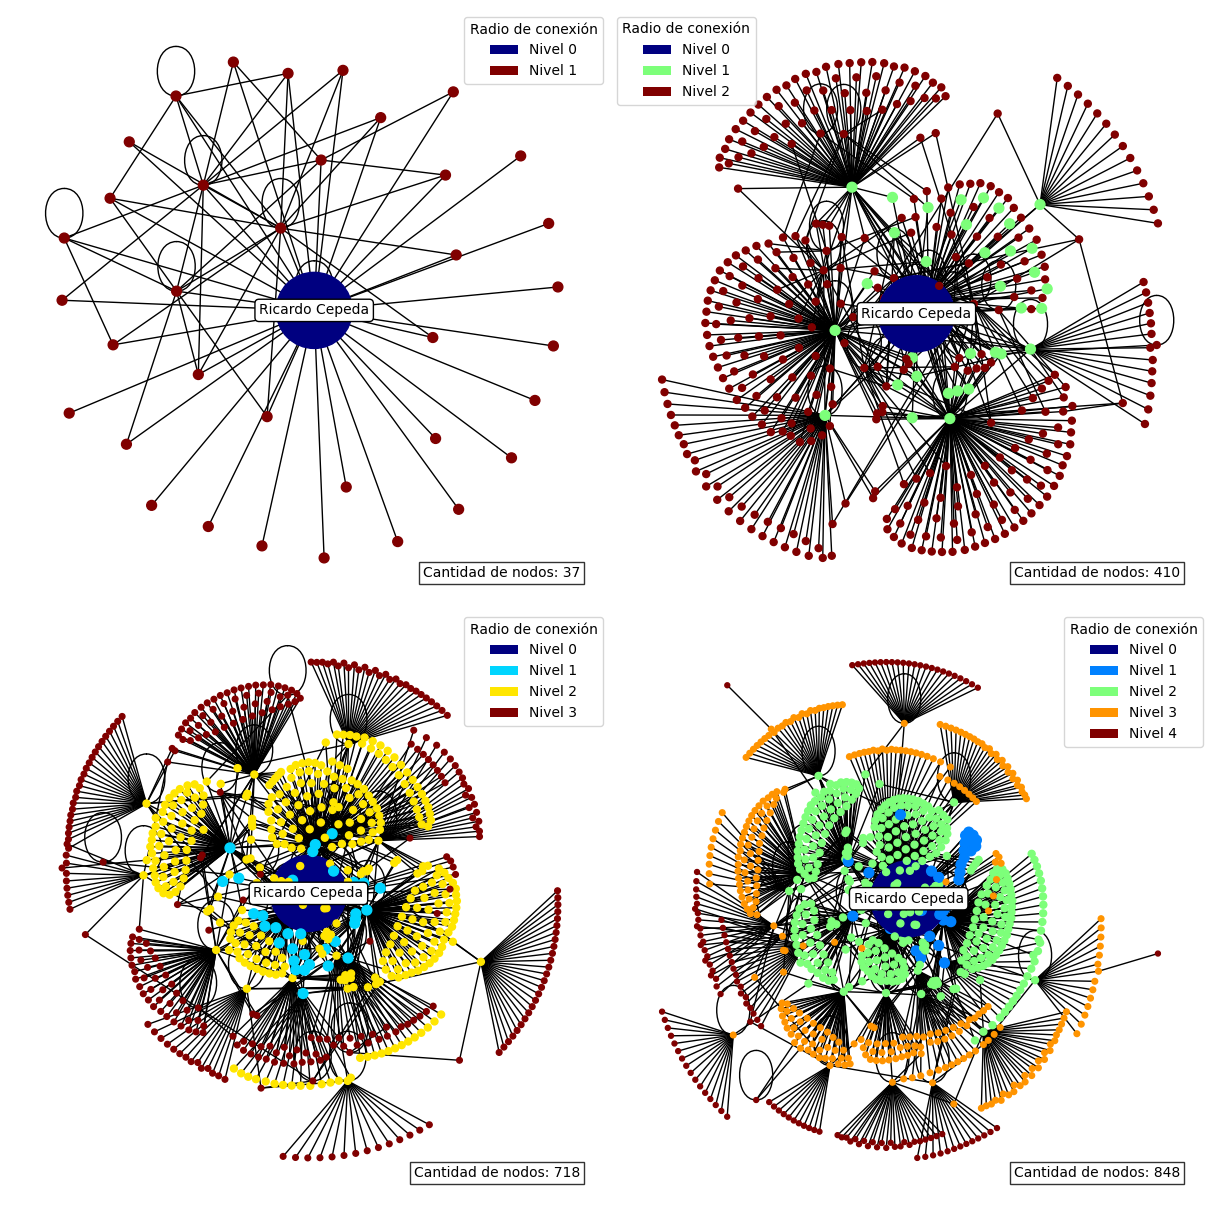 Radio de conexión
Nivel 0
Nivel 1
Ricardo Cepeda
Cantidad de nodos: 37
Radio de conexión
Nivel 0
Nivel 1
Nivel 2
Ricardo Cepeda
Cantidad de nodos: 410
Radio de conexión
Nivel 0
Nivel 1
Nivel 2
Nivel 3
Ricardo Cepeda
Cantidad de nodos: 718
Radio de conexión
Nivel 0
Nivel 1
Nivel 2
Nivel 3
Nivel 4
Ricardo Cepeda
Cantidad de nodos: 848